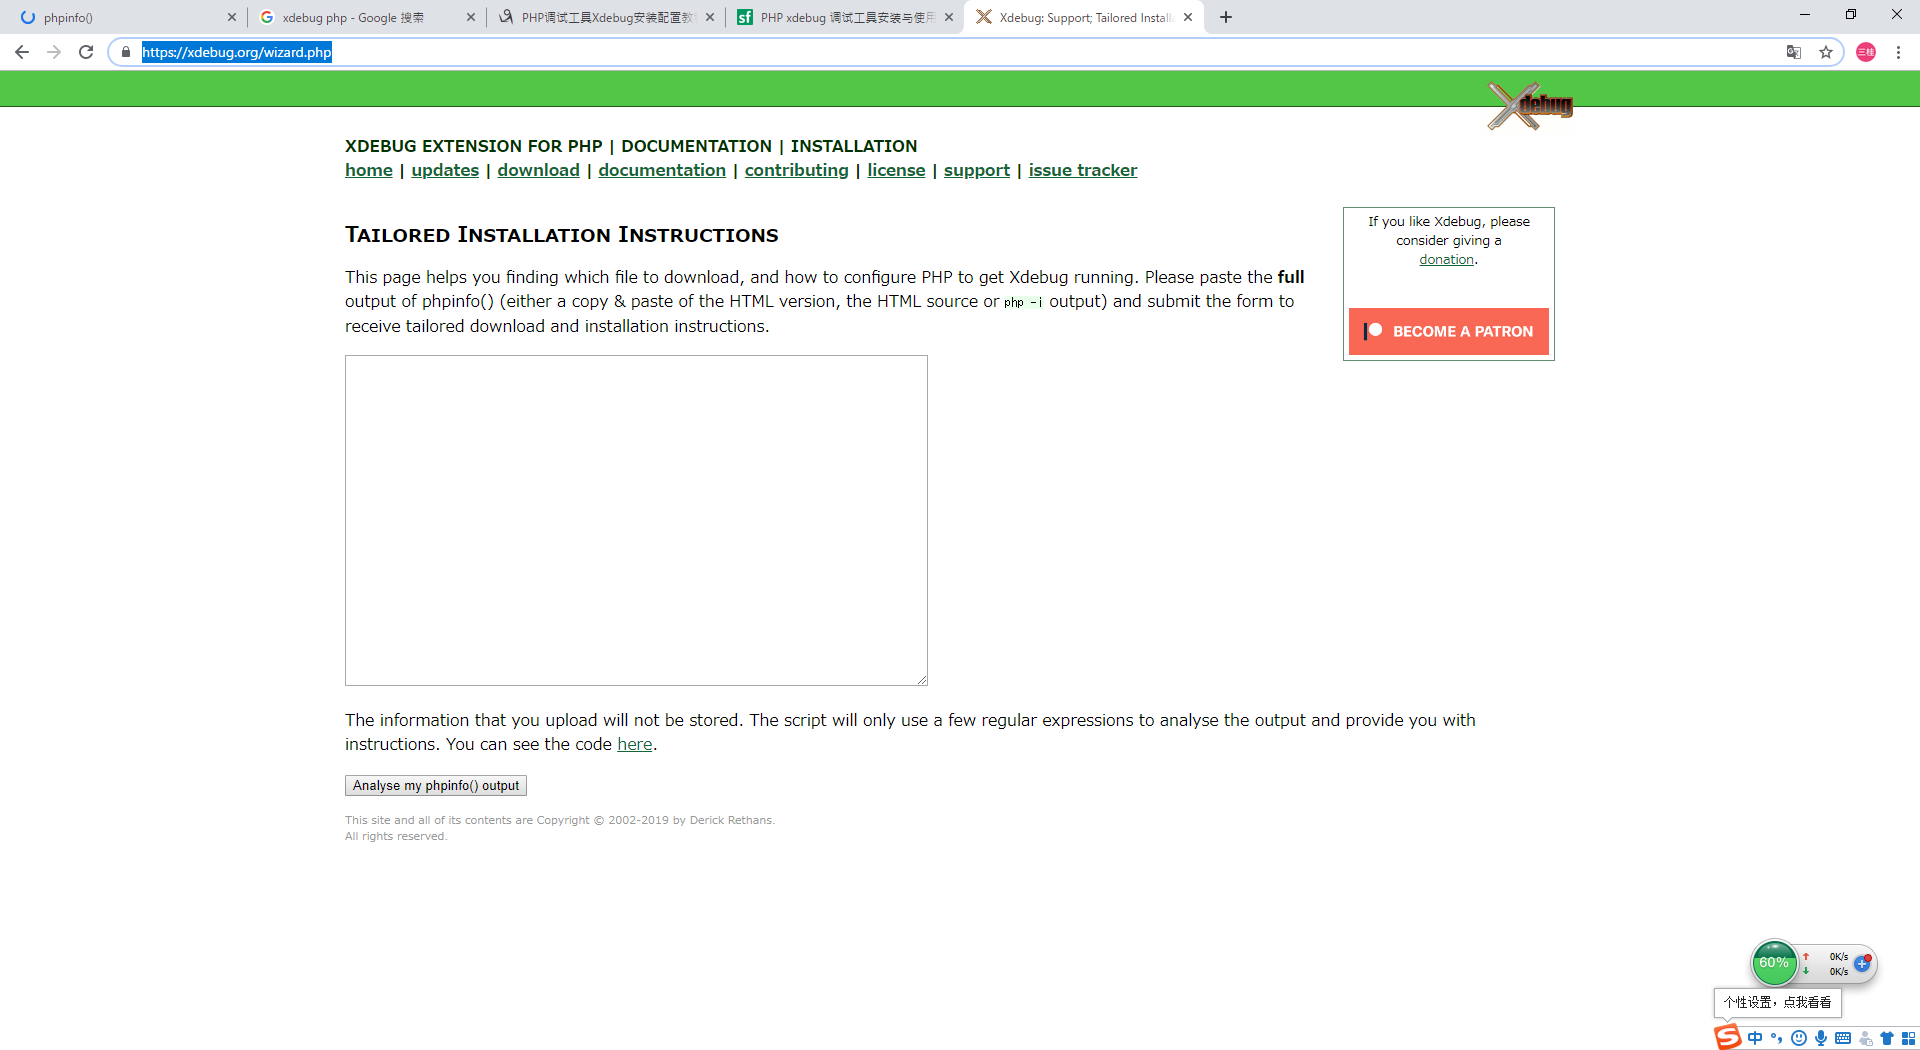 phpinfo()
xdebug php - Google 搜索
PHP调试工具Xdebug安装配置教
PHP xdebug 调试工具安装与使用
Xdebug: Support; Tailored Install
https://xdebug.org/wizard.php
三桂
Xdebug
XDEBUG EXTENSION FOR PHP | DOCUMENTATION | INSTALLATION
home | updates | download | documentation | contributing | license | support | issue tracker
TAILORED INSTALLATION INSTRUCTIONS
If you like Xdebug, please
consider giving a
donation.
BECOME A PATRON
This page helps you finding which file to download, and how to configure PHP to get Xdebug running. Please paste the full
output of phpinfo() (either a copy & paste of the HTML version, the HTML source or php -i output) and submit the form to
receive tailored download and installation instructions.
The information that you upload will not be stored. The script will only use a few regular expressions to analyse the output and provide you with
instructions. You can see the code here.
Analyse my phpinfo() output
This site and all of its contents are Copyright © 2002-2019 by Derick Rethans.
All rights reserved.
60%
0K/s
0K/s
个性设置，点我看看
S 中